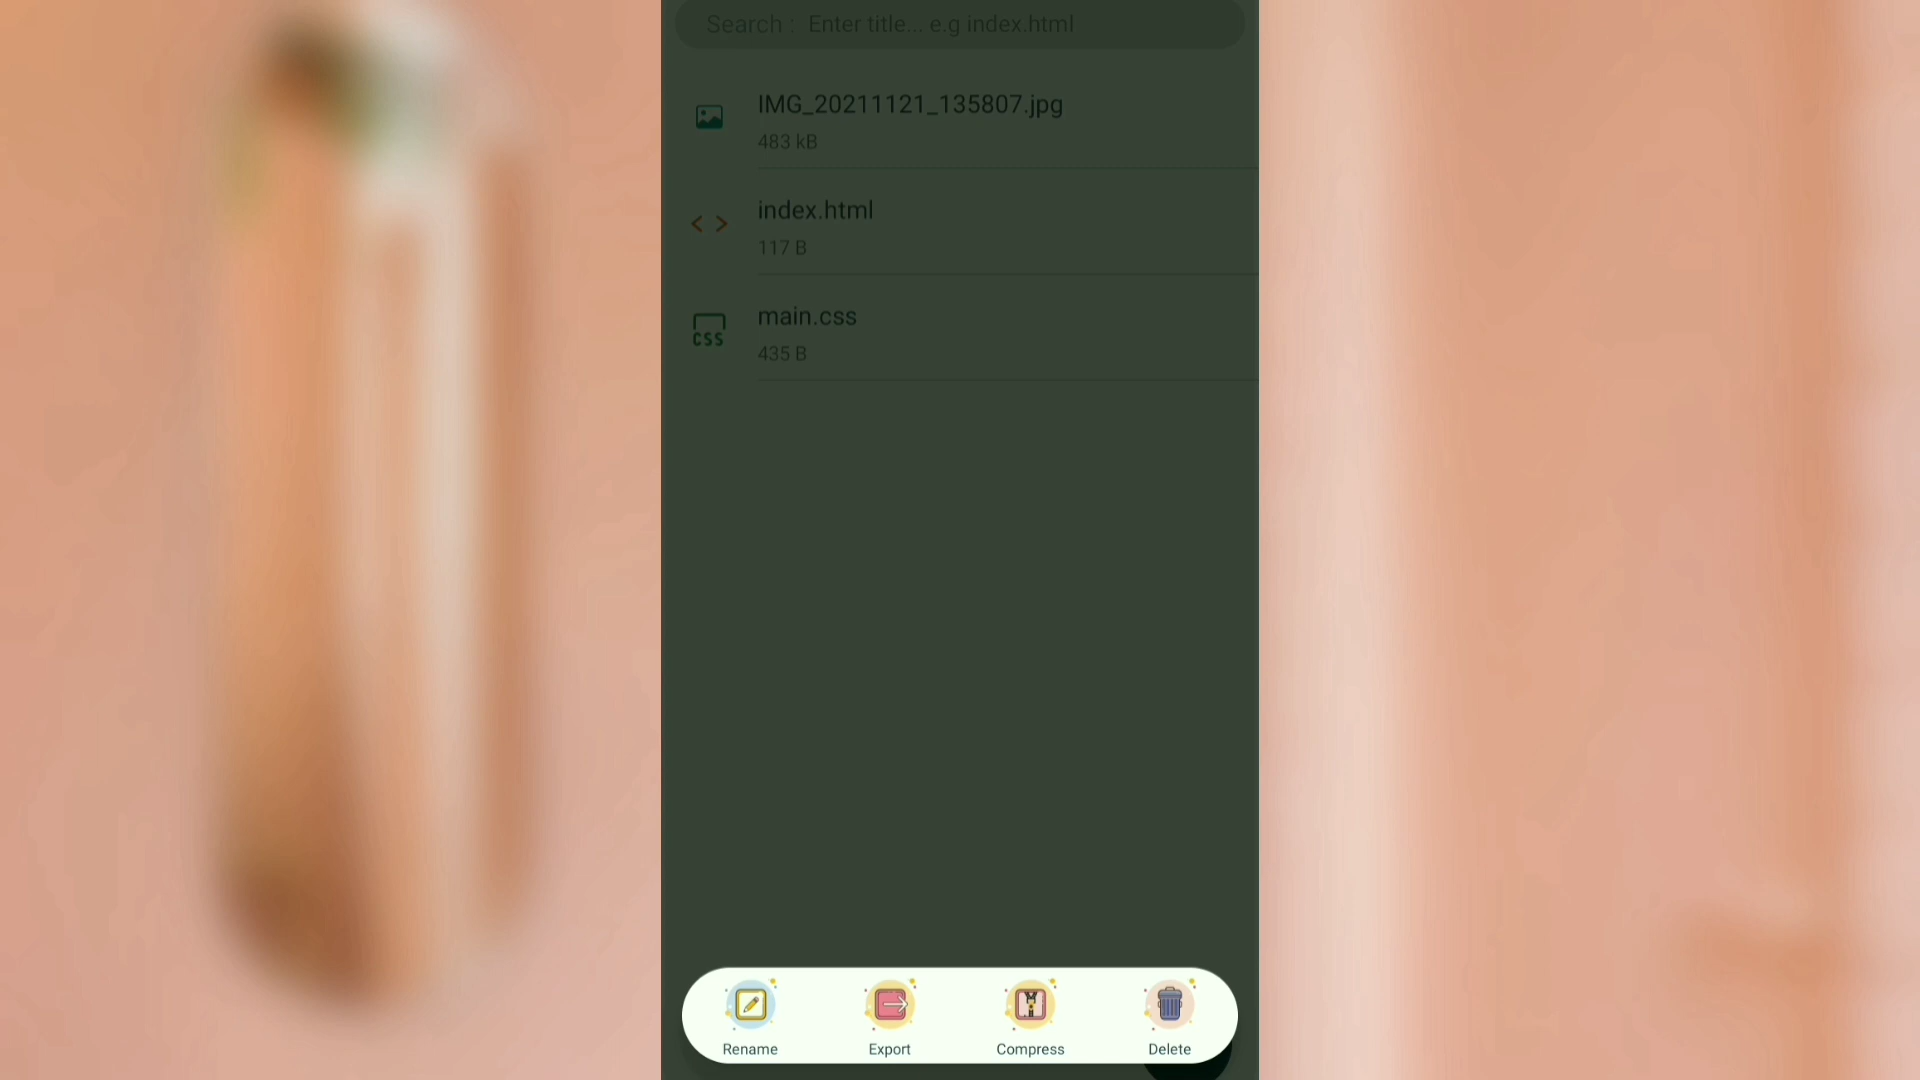 Search : Enter title... e.g index.html
IMG_20211121_135807.jpg
483 kB
index.html
117 B
CSS
main.css
435 B
Rename Export Compress Delete